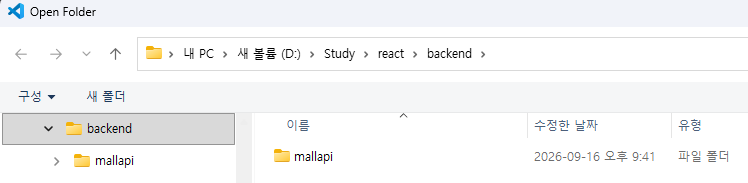 Open Folder
내 PC > 새 볼륨 (D:) > Study > react > backend >
구성 새 폴더
backend
mallapi
이름 수정한 날짜 유형
mallapi 2026-09-16 오후 9:41 파일 폴더